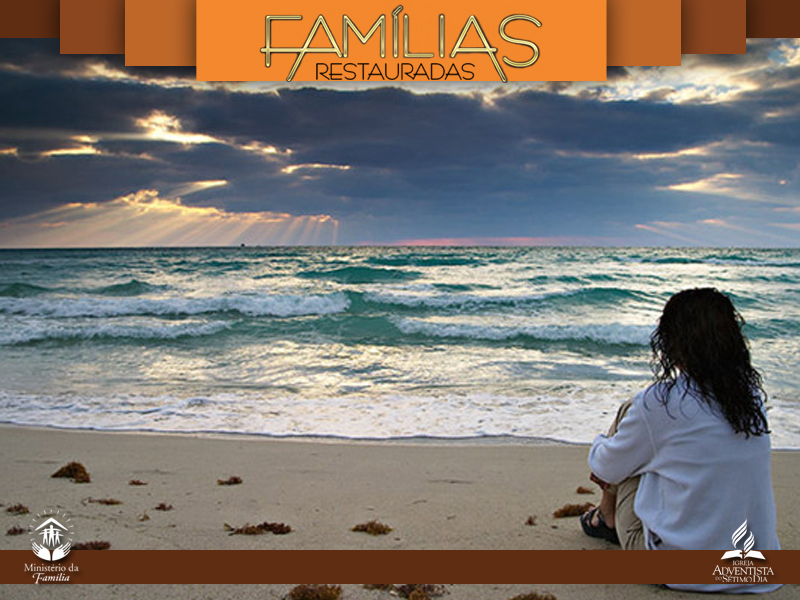 FAMÍLIAS
RESTAURADAS
Ministério da
Família
IGREJA
ADVENTISTA
DO SÉTIMO DIA